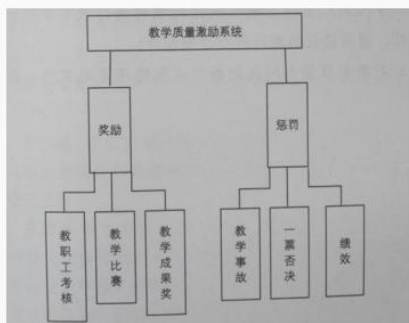 教学质量激励系统
奖励
惩罚
教职工考核
教学比赛
教学成果奖
教学事故
一票否决
绩效